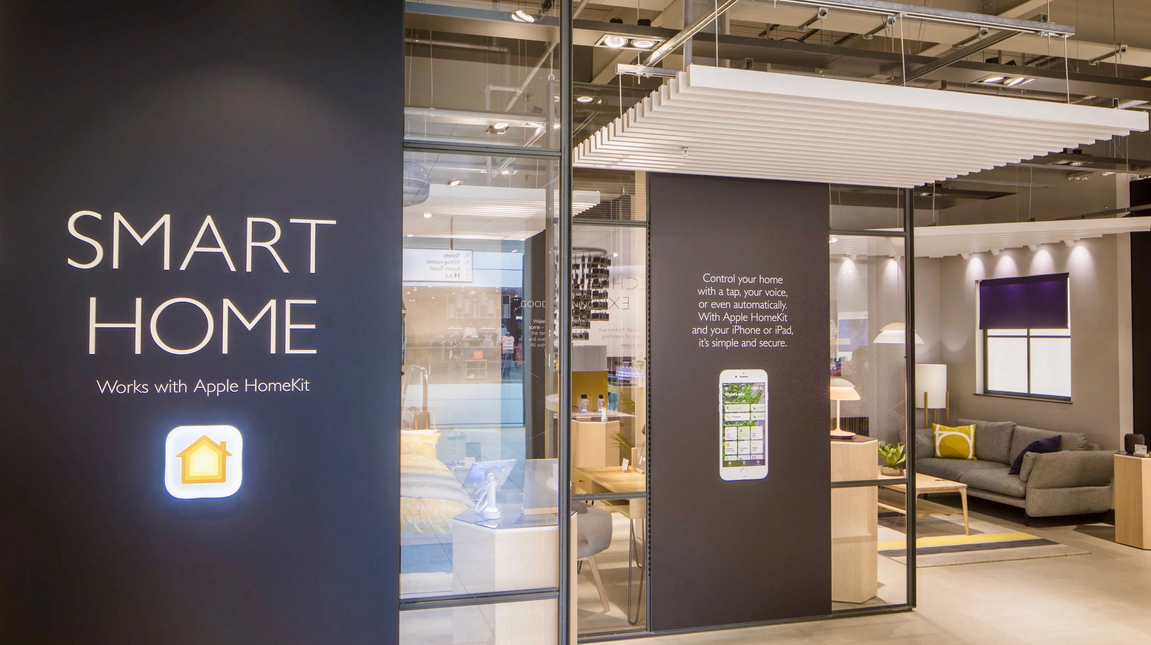 SMART
HOME
Works with Apple HomeKit
GOOD
Control your home
with a tap, your voice,
or even automatically.
With Apple HomeKit
and your iPhone or iPad,
it's simple and secure.